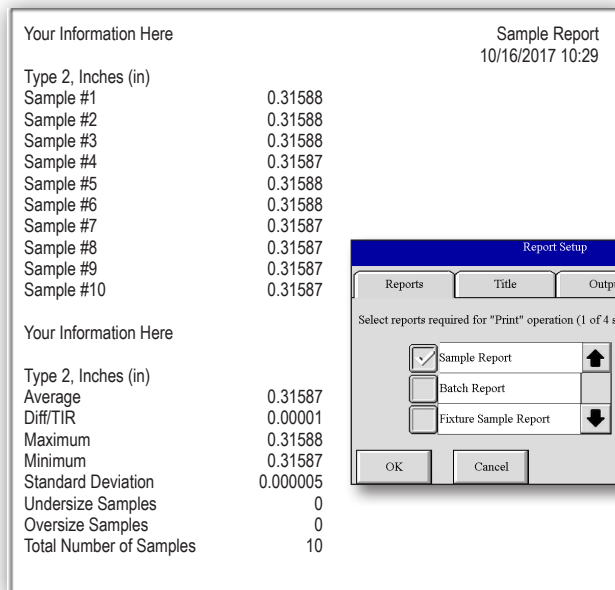 Your Information Here Sample Report
10/16/2017 10:29
Type 2, Inches (in)
Sample #1 0.31588
Sample #2 0.31588
Sample #3 0.31588
Sample #4 0.31587
Sample #5 0.31588
Sample #6 0.31588
Sample #7 0.31587
Sample #8 0.31587
Sample #9 0.31587
Sample #10 0.31587
Your Information Here
Type 2, Inches (in)
Average 0.31587
Diff/TIR 0.00001
Maximum 0.31588
Minimum 0.31587
Standard Deviation 0.000005
Undersize Samples 0
Oversize Samples 0
Total Number of Samples 10
Report Setup
Reports Title Outp
Select reports required for "Print" operation (1 of 4 s
Sample Report
Batch Report
Fixture Sample Report
OK Cancel